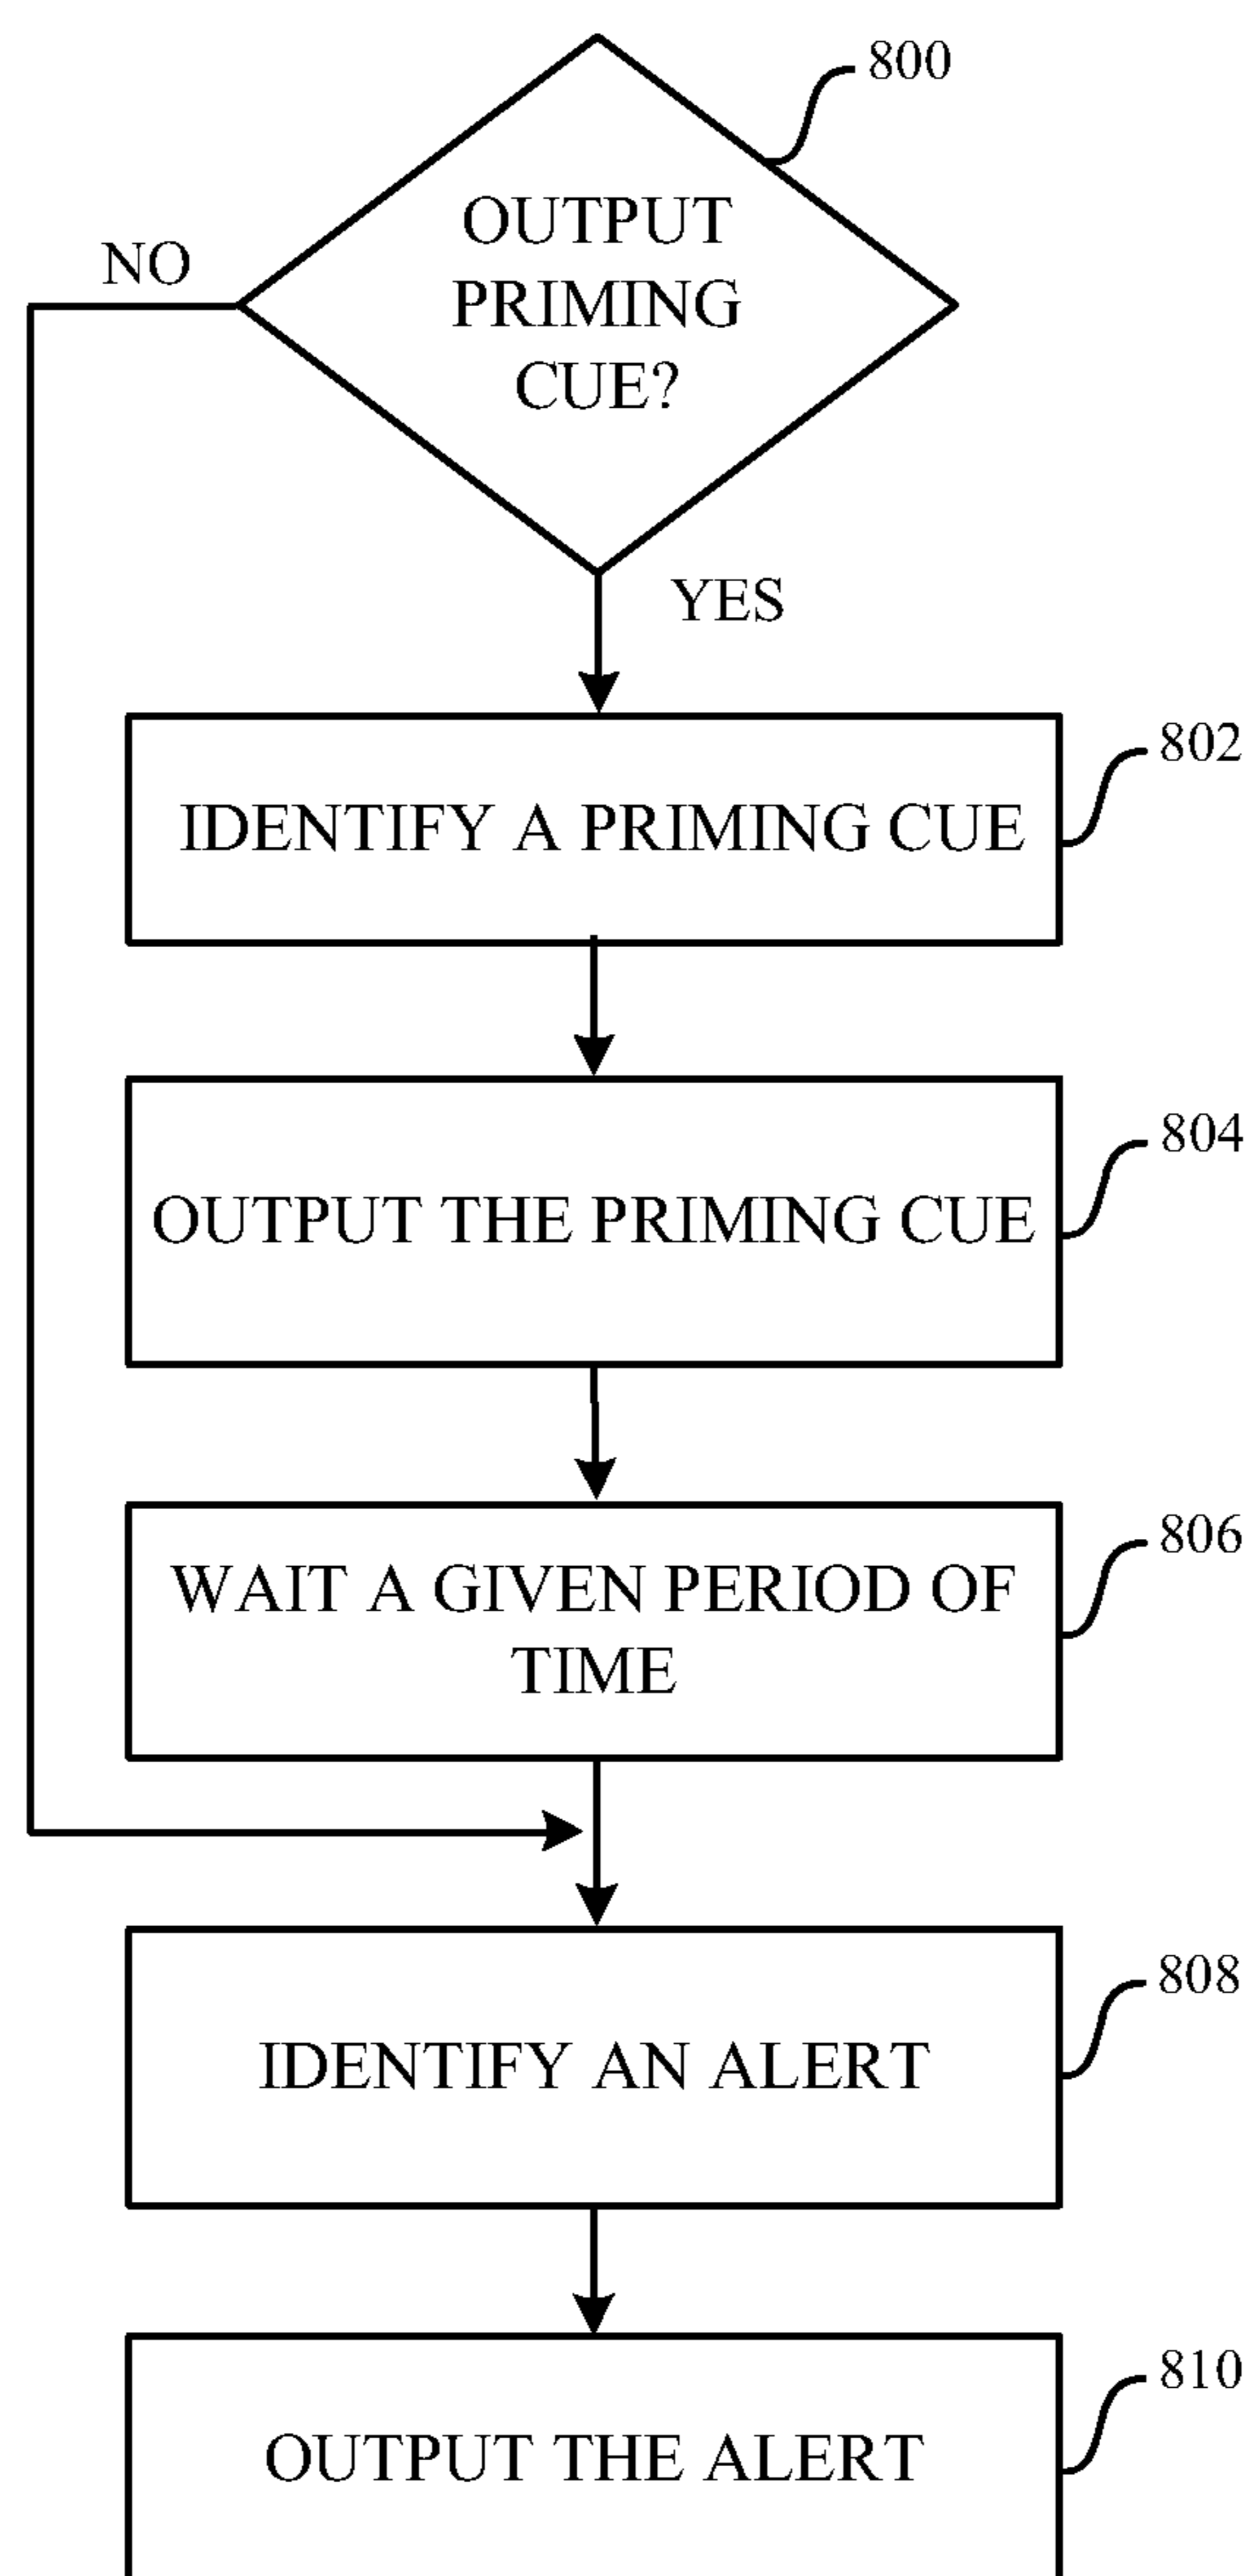 800
OUTPUT
PRIMING
CUE?
NO
YES
802
IDENTIFY A PRIMING CUE
804
OUTPUT THE PRIMING CUE
806
WAIT A GIVEN PERIOD OF
TIME
808
IDENTIFY AN ALERT
810
OUTPUT THE ALERT